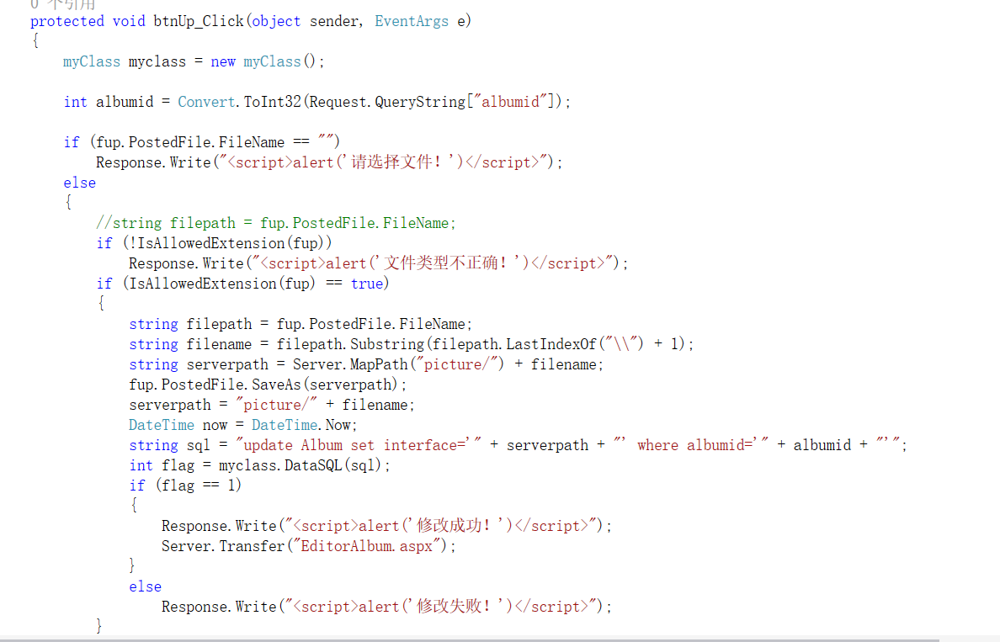 0 个引用
protected void btnUp_Click(object sender, EventArgs e)
{
myClass myclass = new myClass();
int albumid = Convert.ToInt32(Request.QueryString["albumid"]);
if (fup.PostedFile.FileName == "")
Response.Write("<script>alert('请选择文件！')</script>");
else
{
//string filepath = fup.PostedFile.FileName;
if (!IsAllowedExtension(fup))
Response.Write("<script>alert('文件类型不正确！')</script>");
if (IsAllowedExtension(fup) == true)
{
string filepath = fup.PostedFile.FileName;
string filename = filepath.Substring(filepath.LastIndexOf("\\") + 1);
string serverpath = Server.MapPath("picture/") + filename;
fup.PostedFile.SaveAs(serverpath);
serverpath = "picture/" + filename;
DateTime now = DateTime.Now;
string sql = "update Album set interface='" + serverpath + "' where albumid='" + albumid + "'";
int flag = myclass.DataSQL(sql);
if (flag == 1)
{
Response.Write("<script>alert('修改成功！')</script>");
Server.Transfer("EditorAlbum.aspx");
}
else
Response.Write("<script>alert('修改失败！')</script>");
}